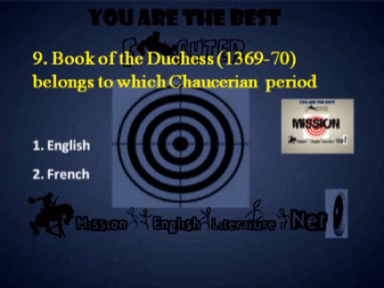 YOU ARE THE BEST
9. Book of the Duchess (1369-70)
belongs to which Chaucerian period
YOU ARE THE BEST
MISSION
1. English
2. French
Mission English Literature Net